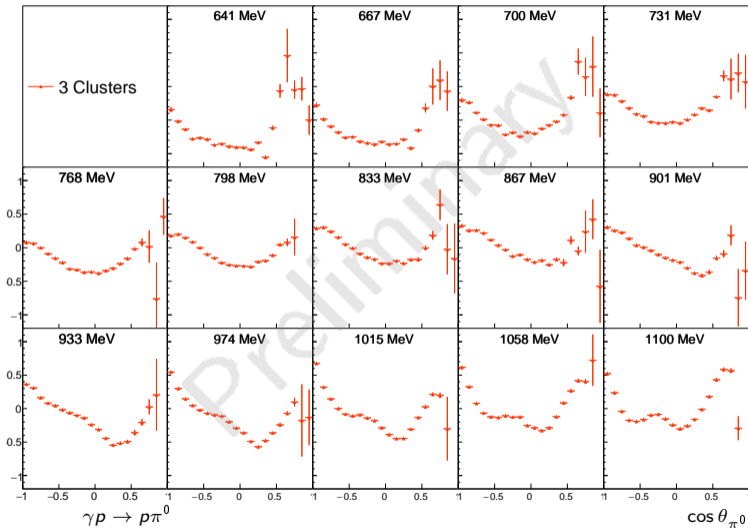 641 MeV 667 MeV 700 MeV 731 MeV
3 Clusters
768 MeV 798 MeV 833 MeV 867 MeV 901 MeV
1
0.5
0
−0.5
−1
933 MeV 974 MeV 1015 MeV 1058 MeV 1100 MeV
1
0.5
0
−0.5
−1
−1 −0.5 0 0.5 1 −0.5 0 0.5 1 −0.5 0 0.5 1 −0.5 0 0.5 1 −0.5 0 0.5 1
γp → pπ⁰ cos θπ⁰
Preliminary